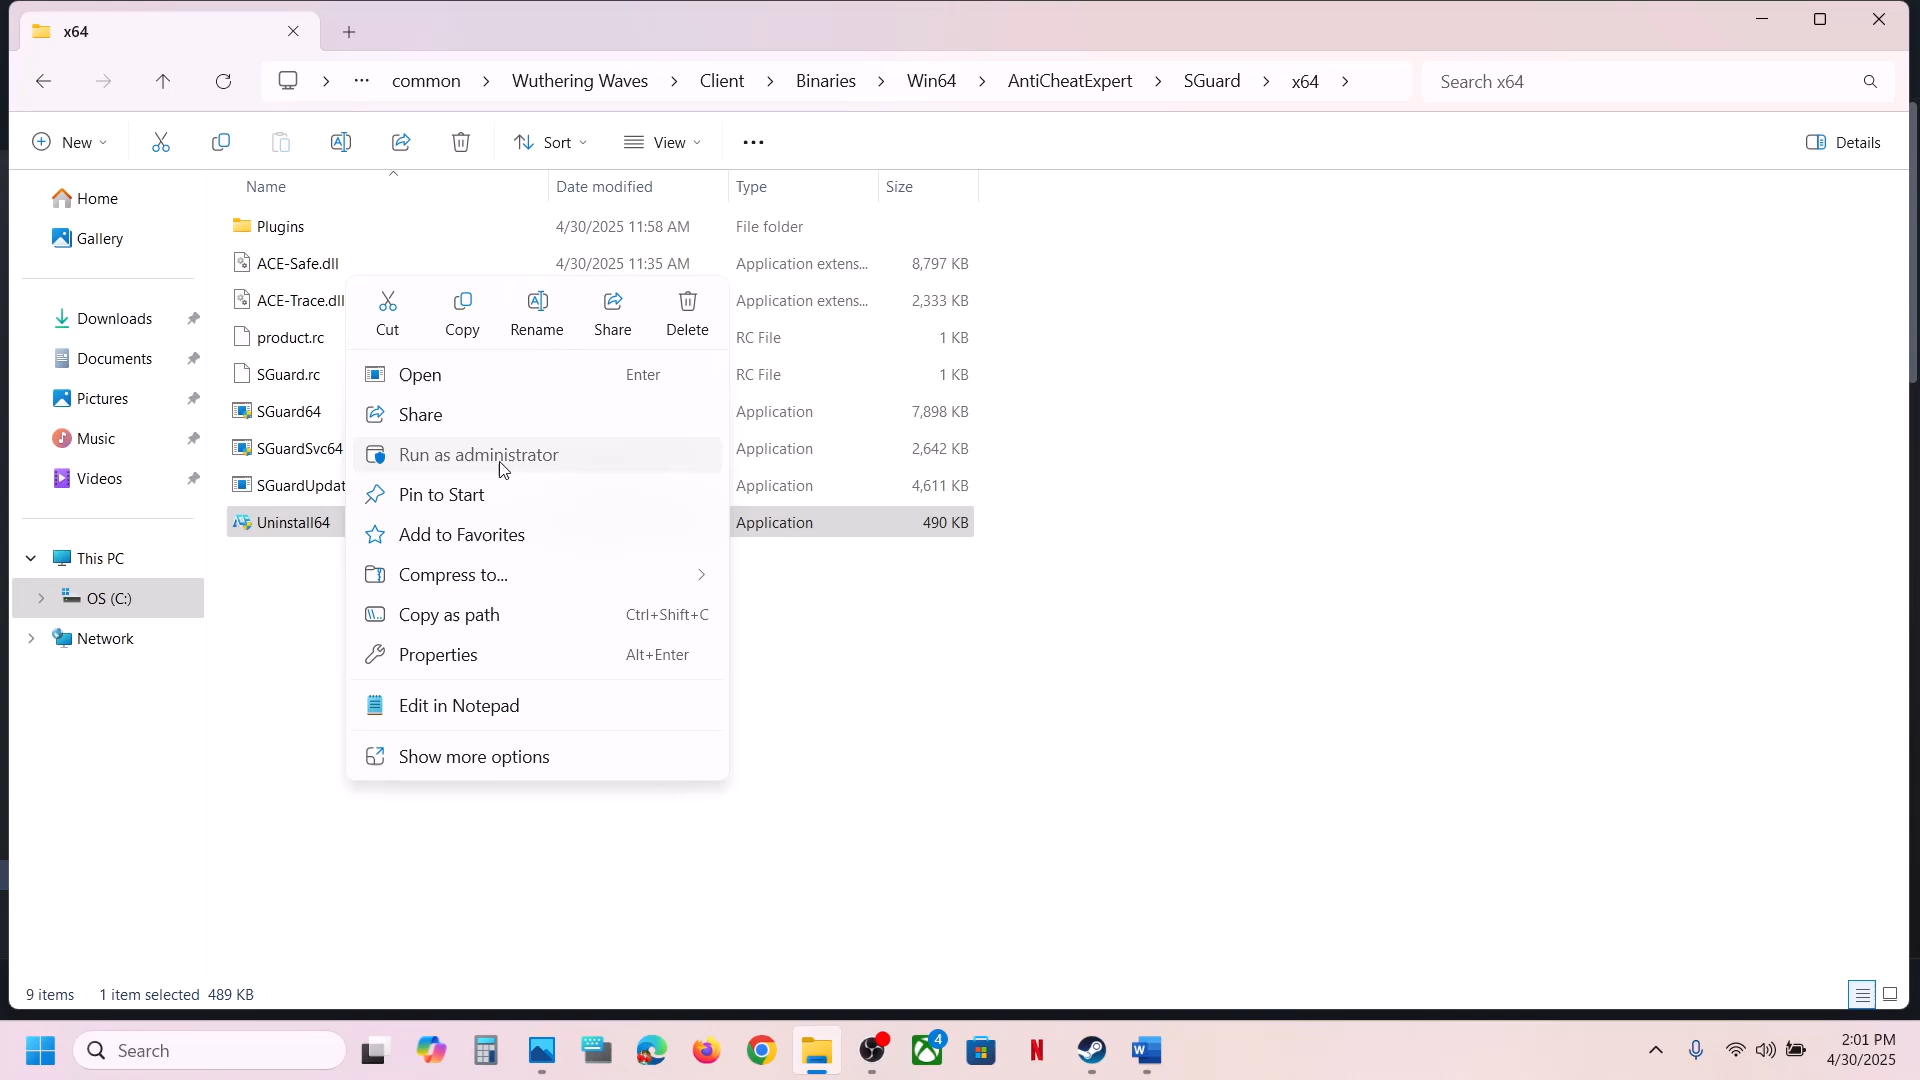 x64
common
Wuthering Waves
Client
Binaries
Win64
AntiCheatExpert
SGuard
x64
Search x64
New
Sort
View
Details
Name
Date modified
Type
Size
Home
Gallery
Downloads
Documents
Pictures
Music
Videos
This PC
OS (C:)
Network
Plugins 4/30/2025 11:58 AM File folder
ACE-Safe.dll 4/30/2025 11:35 AM Application extens... 8,797 KB
ACE-Trace.dll Application extens... 2,333 KB
product.rc RC File 1 KB
SGuard.rc RC File 1 KB
SGuard64 Application 7,898 KB
SGuardSvc64 Application 2,642 KB
SGuardUpdat Application 4,611 KB
Uninstall64 Application 490 KB
Cut
Copy
Rename
Share
Delete
Open Enter
Share
Run as administrator
Pin to Start
Add to Favorites
Compress to...
Copy as path Ctrl+Shift+C
Properties Alt+Enter
Edit in Notepad
Show more options
9 items 1 item selected 489 KB
Search
4
N
W
2:01 PM
4/30/2025